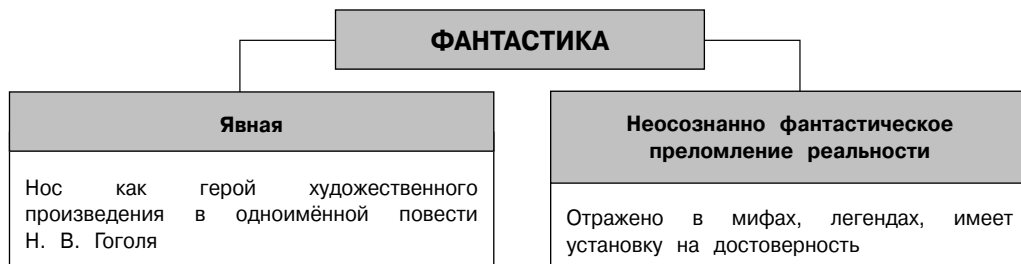 ФАНТАСТИКА
Явная
Нос как герой художественного
произведения в одноимённой повести
Н. В. Гоголя
Неосознанно фантастическое
преломление реальности
Отражено в мифах, легендах, имеет
установку на достоверность